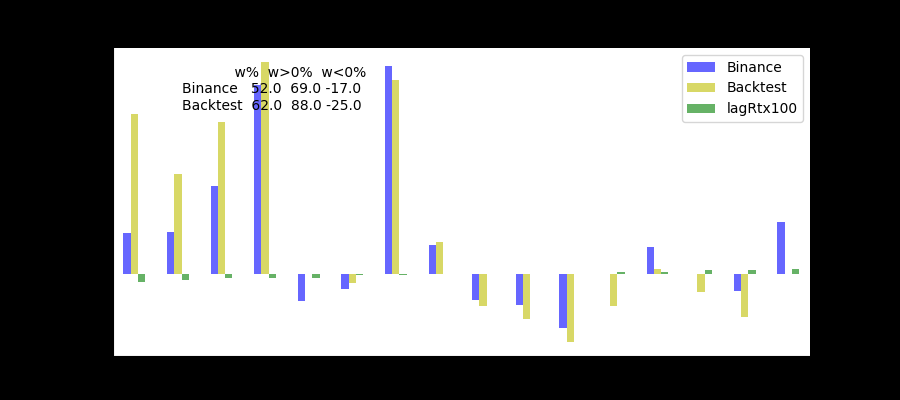 w% w>0% w<0%
Binance 52.0 69.0 -17.0
Backtest 62.0 88.0 -25.0
Binance
Backtest
lagRtx100